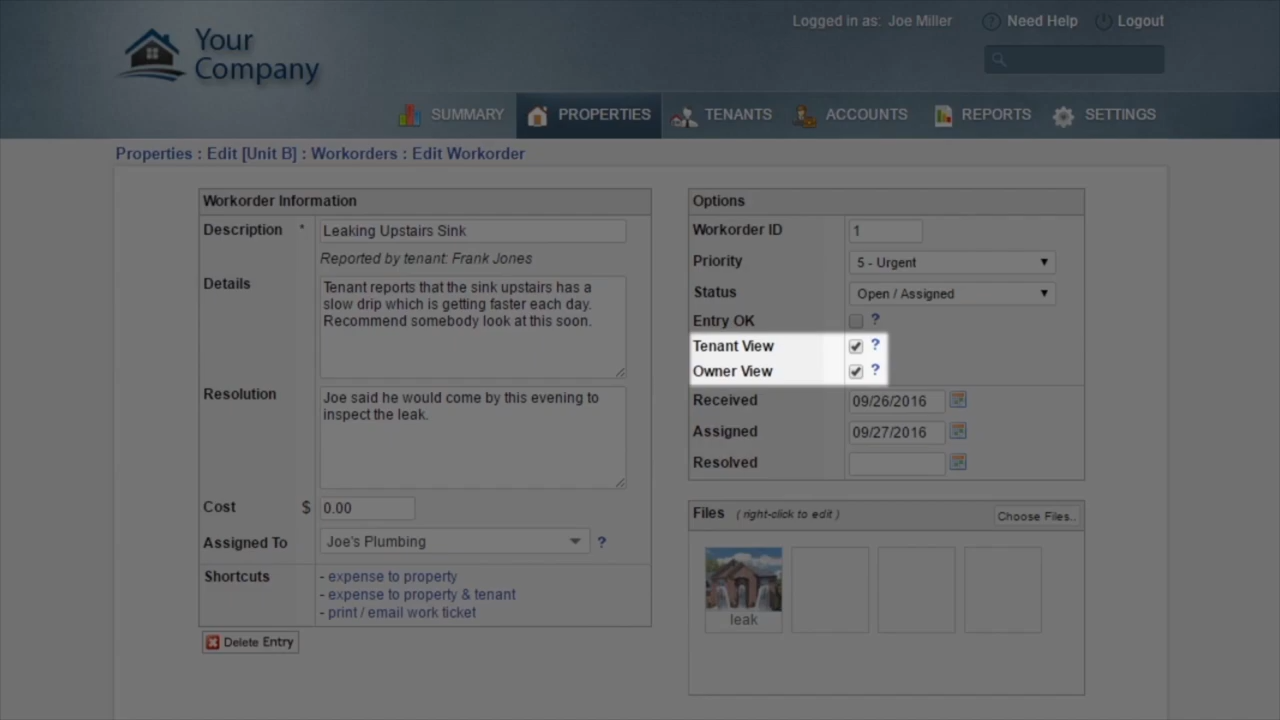 Your
Company
Logged in as: Joe Miller
? Need Help
Logout
SUMMARY
PROPERTIES
TENANTS
ACCOUNTS
REPORTS
SETTINGS
Properties : Edit [Unit B] : Workorders : Edit Workorder
Workorder Information
Description *
Leaking Upstairs Sink
Reported by tenant: Frank Jones
Details
Tenant reports that the sink upstairs has a
slow drip which is getting faster each day.
Recommend somebody look at this soon.
Resolution
Joe said he would come by this evening to
inspect the leak.
Cost $ 0.00
Assigned To Joe's Plumbing ?
Shortcuts
- expense to property
- expense to property & tenant
- print / email work ticket
Delete Entry
Options
Workorder ID 1
Priority 5 - Urgent
Status Open / Assigned
Entry OK ?
Tenant View ?
Owner View ?
Received 09/26/2016
Assigned 09/27/2016
Resolved
Files ( right-click to edit ) Choose Files..
leak